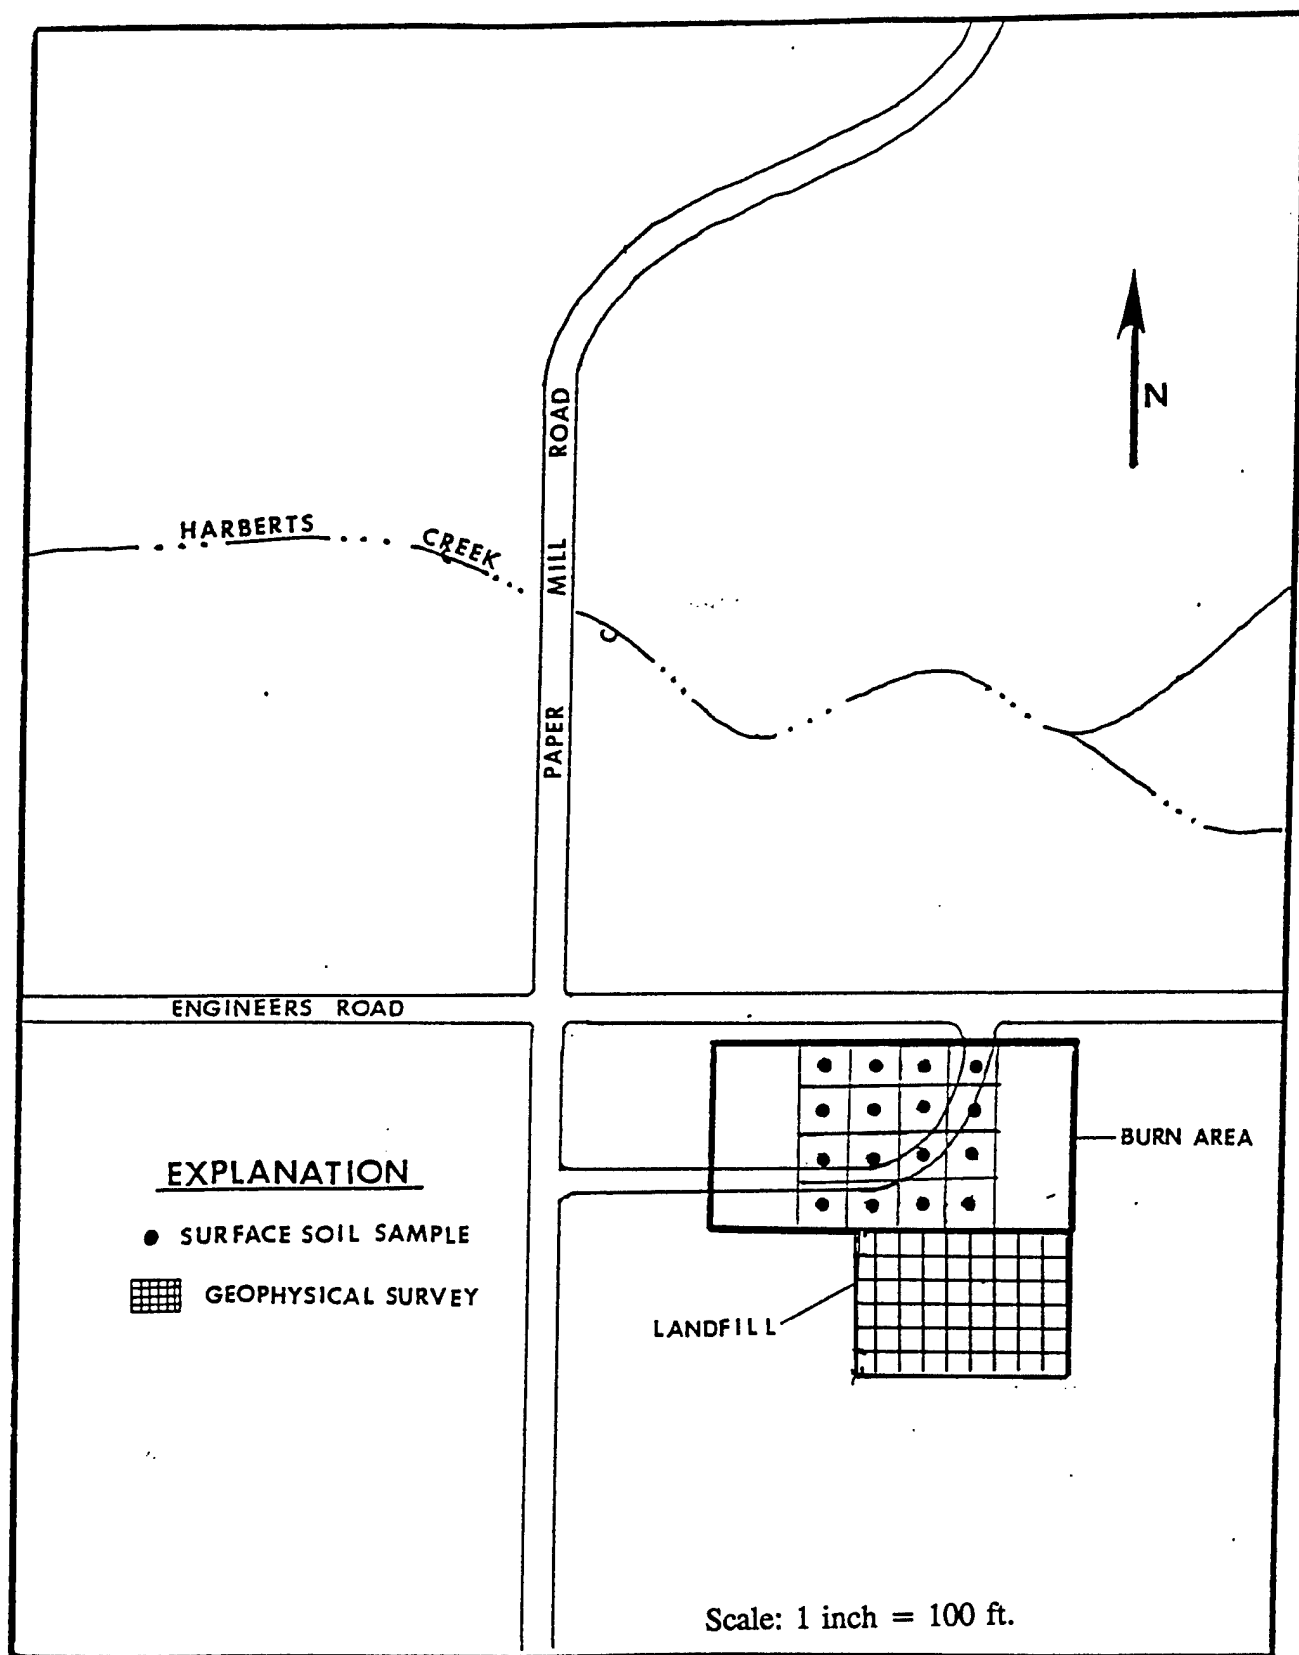 N
HARBERTS CREEK
PAPER MILL ROAD
ENGINEERS ROAD
BURN AREA
EXPLANATION
SURFACE SOIL SAMPLE
GEOPHYSICAL SURVEY
LANDFILL
Scale: 1 inch = 100 ft.